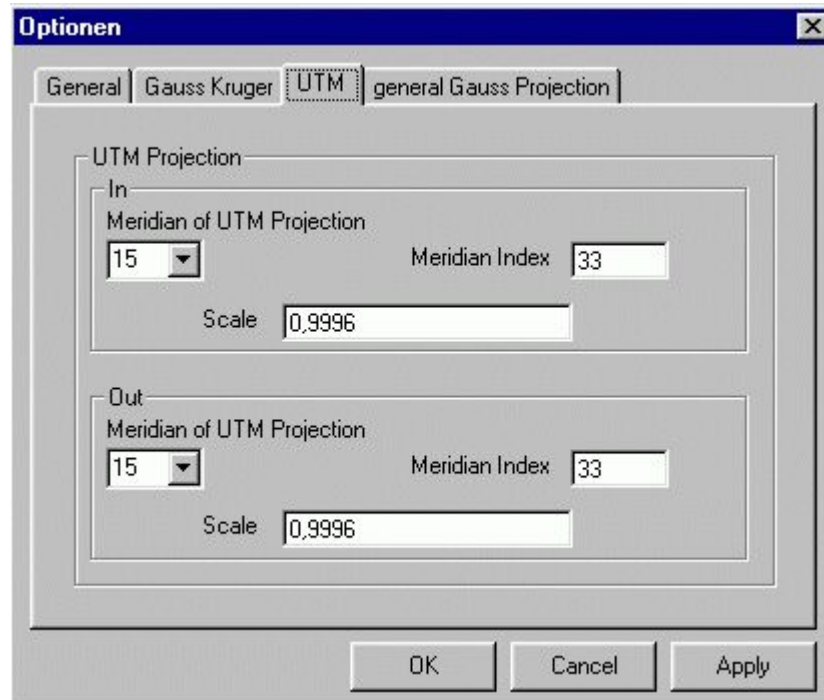 Optionen
General Gauss Kruger UTM general Gauss Projection
UTM Projection
In
Meridian of UTM Projection
15 Meridian Index 33
Scale 0,9996
Out
Meridian of UTM Projection
15 Meridian Index 33
Scale 0,9996
OK Cancel Apply